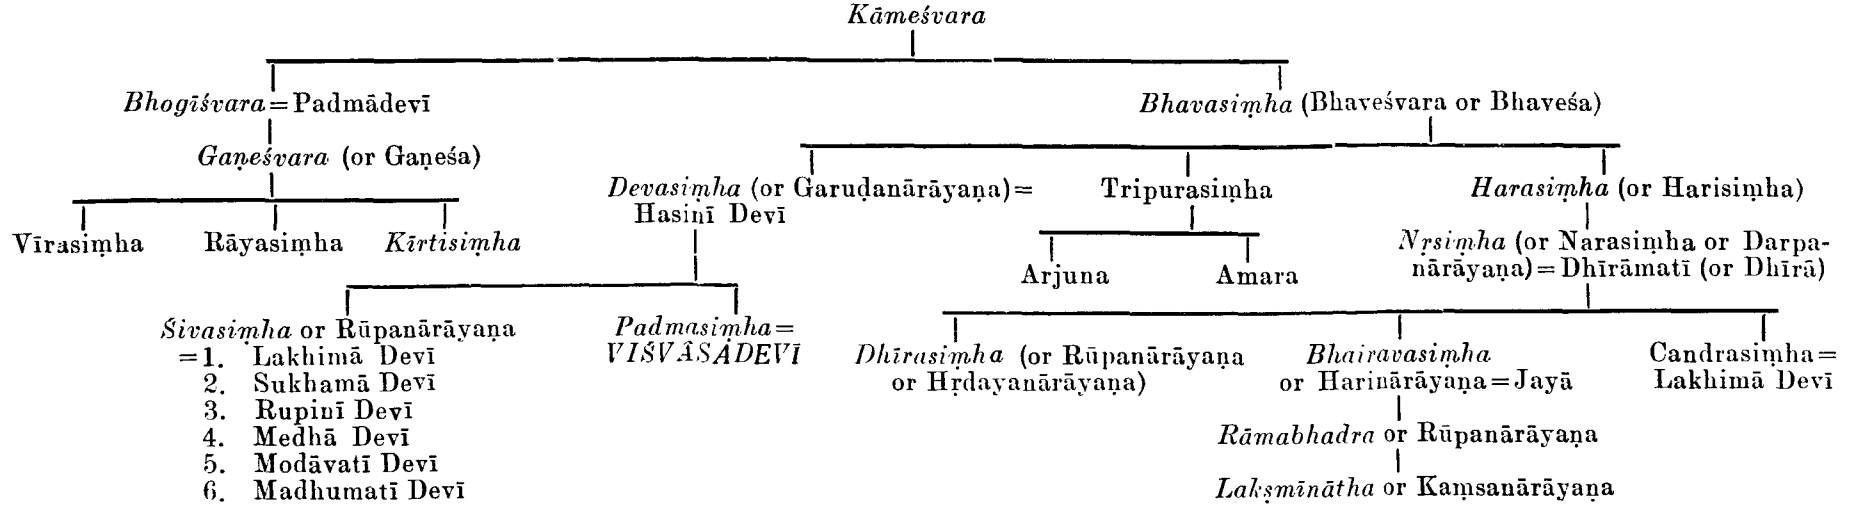 Kāmeśvara
Bhogīśvara=Padmādevī
Bhavasiṃha (Bhaveśvara or Bhaveśa)
Gaṇeśvara (or Gaṇeśa)
Devasiṃha (or Garuḍanārāyaṇa)=
Hasinī Devī
Tripurasiṃha
Harasiṃha (or Harisiṃha)
Vīrasiṃha
Rāyasiṃha
Kīrtisiṃha
Arjuna
Amara
Nṛsiṃha (or Narasiṃha or Darpa-
nārāyaṇa)=Dhīrāmatī (or Dhīrā)
Śivasiṃha or Rūpanārāyaṇa
=1. Lakhimā Devī
2. Sukhamā Devī
3. Rupinī Devī
4. Medhā Devī
5. Modāvatī Devī
6. Madhumatī Devī
Padmasiṃha=
VIŚVÂSADEVĪ
Dhīrasiṃha (or Rūpanārāyaṇa
or Hṛdayanārāyaṇa)
Bhairavasiṃha
or Harinārāyaṇa=Jayā
Candrasiṃha=
Lakhimā Devī
Rāmabhadra or Rūpanārāyaṇa
Lakṣmīnātha or Kaṃsanārāyaṇa